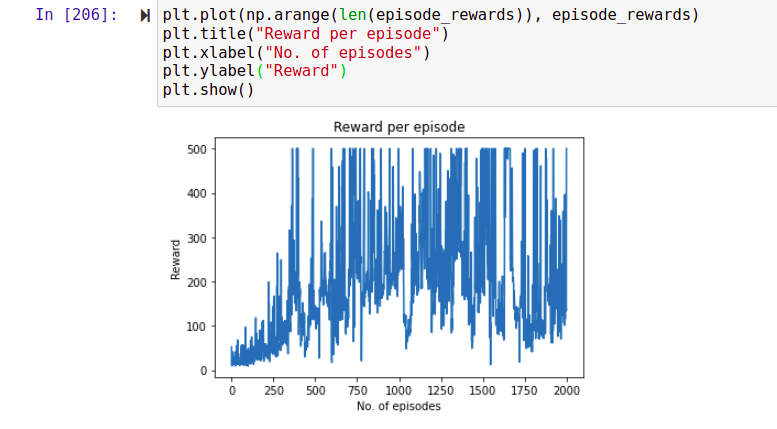 In [206]:
plt.plot(np.arange(len(episode_rewards)), episode_rewards)
plt.title("Reward per episode")
plt.xlabel("No. of episodes")
plt.ylabel("Reward")
plt.show()
Reward per episode
500
400
300
200
100
0
Reward
0 250 500 750 1000 1250 1500 1750 2000
No. of episodes